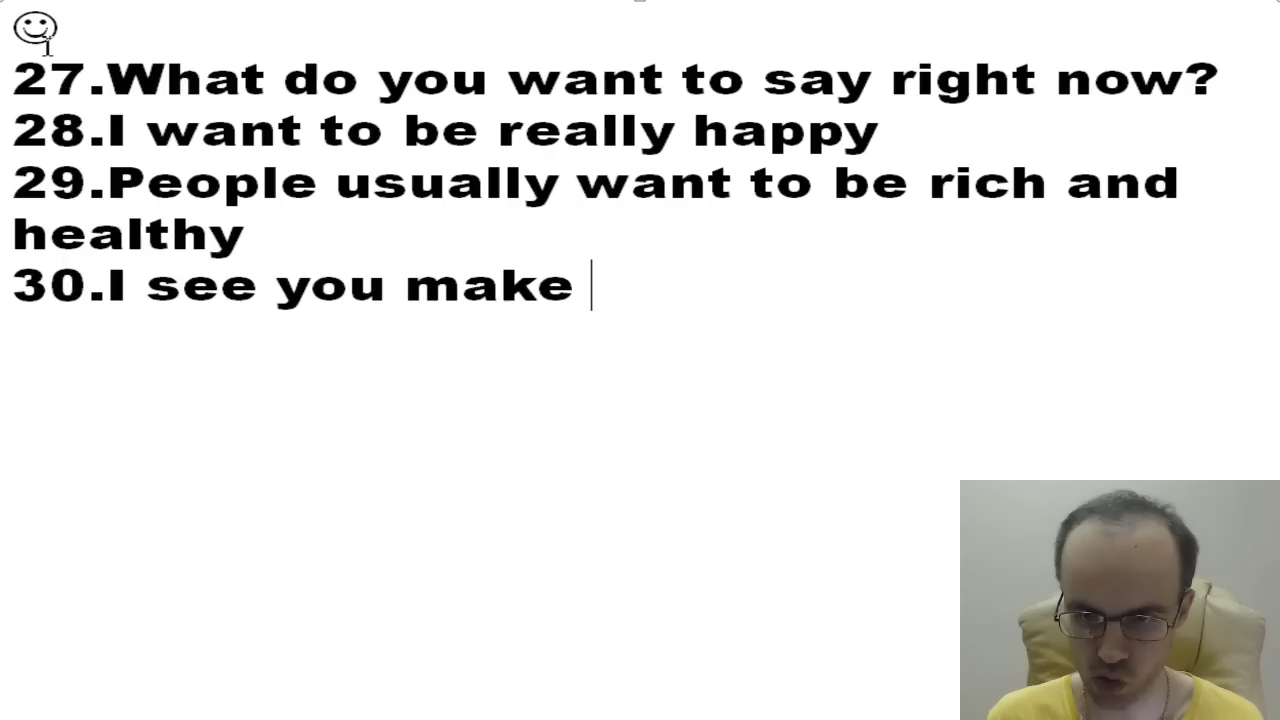 27.What do you want to say right now?
28.I want to be really happy
29.People usually want to be rich and
healthy
30.I see you make